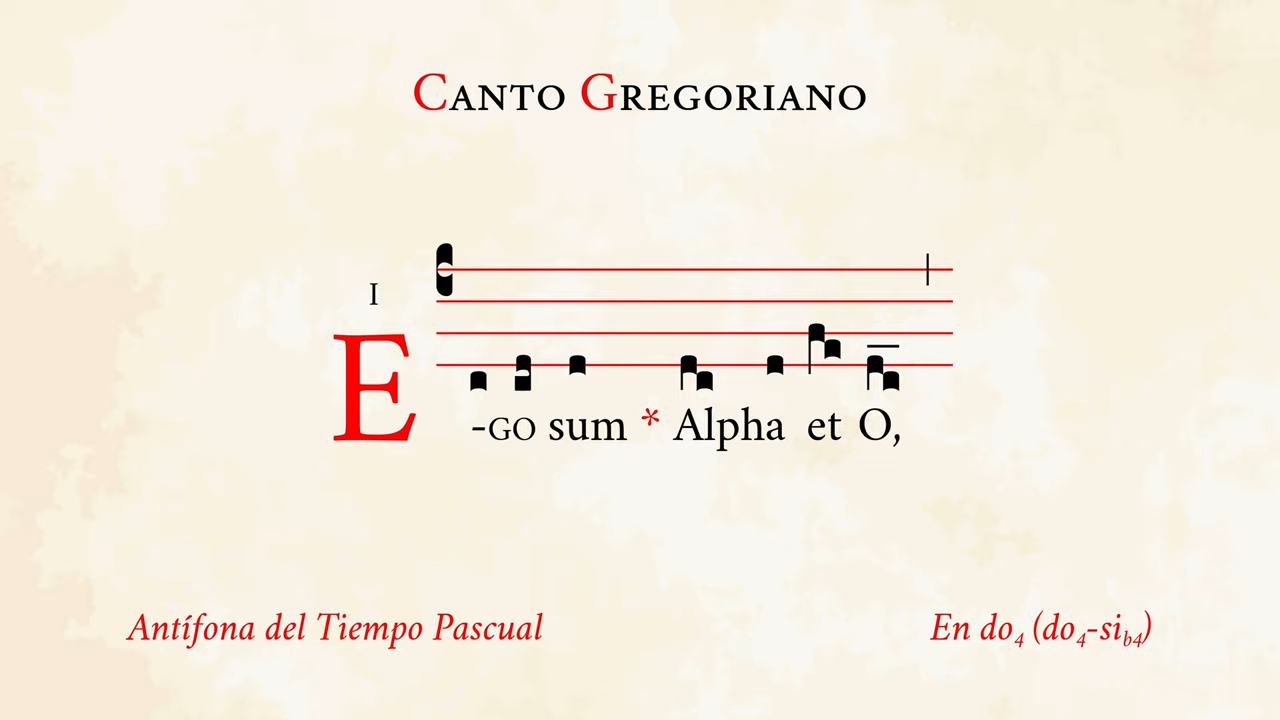 Canto Gregoriano
I
E-go sum * Alpha et O,
Antífona del Tiempo Pascual
En do4 (do4-sib4)